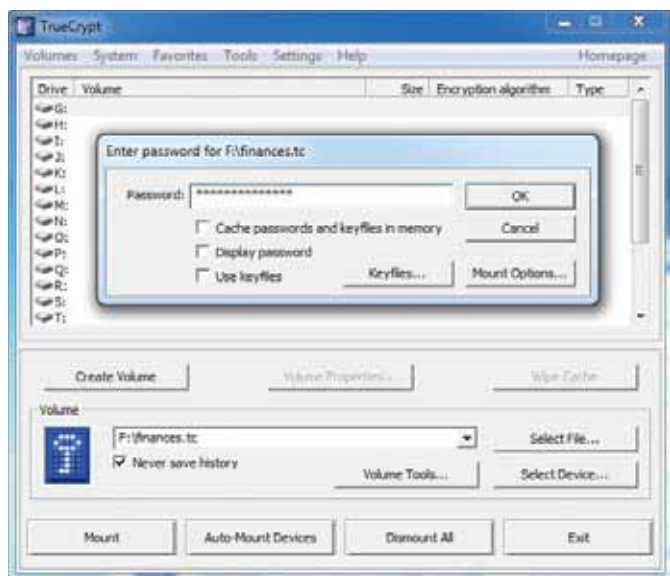 TrueCrypt
Volumes System Favorites Tools Settings Help Homepage
Drive Volume Size Encryption algorithm Type
G:
H:
I:
J:
K:
L:
M:
N:
O:
P:
Q:
R:
S:
T:
Enter password for F:\finances.tc
Password: **************
OK
Cache passwords and keyfiles in memory
Cancel
Display password
Use keyfiles
Keyfiles...
Mount Options...
Create Volume
Volume Properties...
Wipe Cache
Volume
F:\finances.tc
Select File...
Never save history
Volume Tools...
Select Device...
Mount
Auto-Mount Devices
Dismount All
Exit